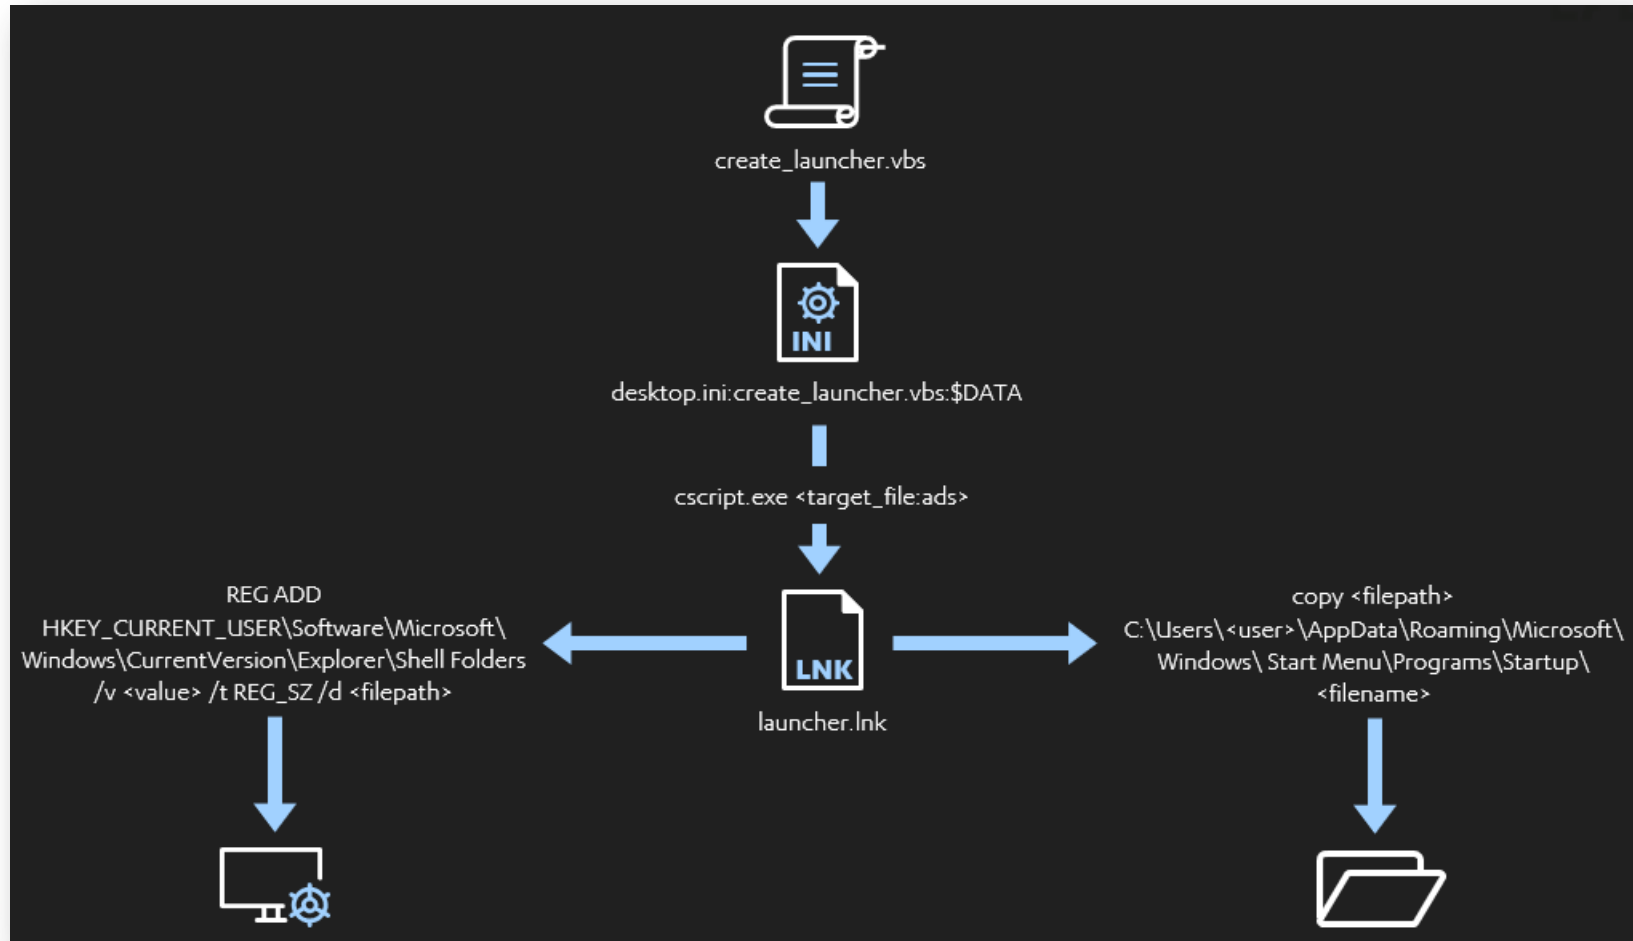 create_launcher.vbs
INI
desktop.ini:create_launcher.vbs:$DATA
cscript.exe <target_file:ads>
REG ADD
HKEY_CURRENT_USER\Software\Microsoft\
Windows\CurrentVersion\Explorer\Shell Folders
/v <value> /t REG_SZ /d <filepath>
LNK
launcher.lnk
copy <filepath>
C:\Users\<user>\AppData\Roaming\Microsoft\
Windows\ Start Menu\Programs\Startup\
<filename>